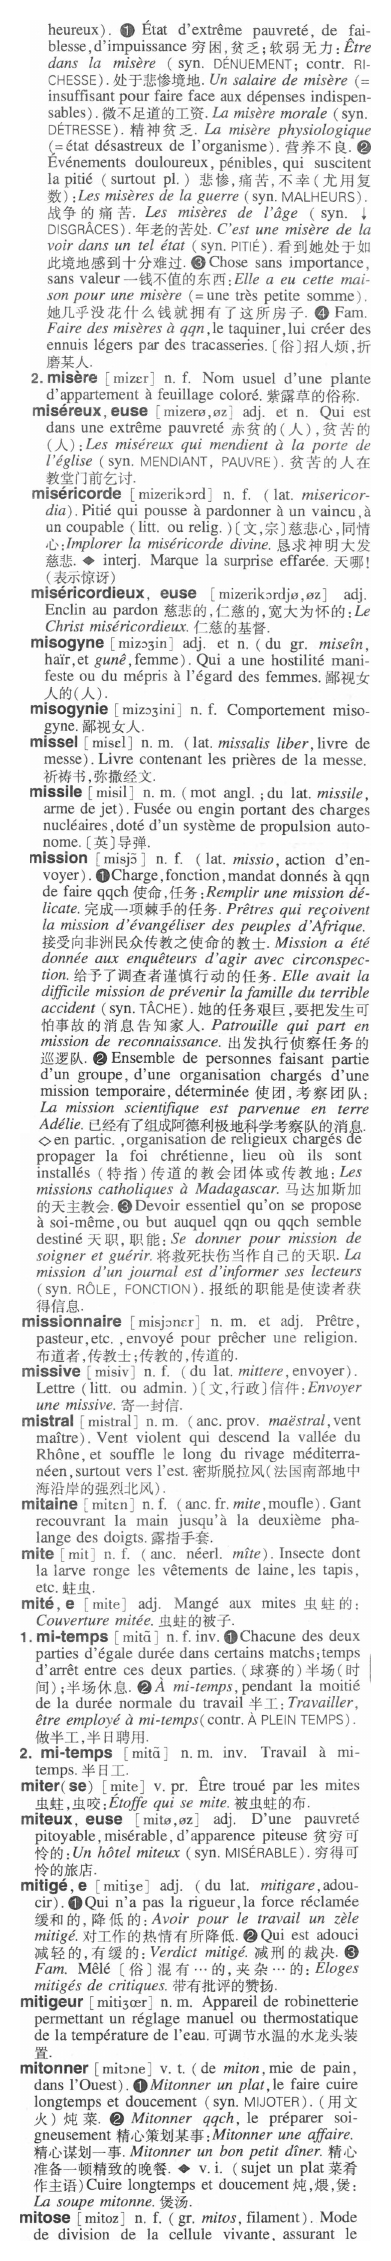 heureux). ❶ État d'extrême pauvreté, de fai-
blesse,d'impuissance 穷困,贫乏;软弱无力:Être
dans la misère (syn. DÉNUEMENT; contr. RI-
CHESSE). 处于悲惨境地. Un salaire de misère (=
insuffisant pour faire face aux dépenses indispen-
sables). 微不足道的工资. La misère morale (syn.
DÉTRESSE). 精神贫乏. La misère physiologique
(=état désastreux de l'organisme). 营养不良. ❷
Événements douloureux, pénibles, qui suscitent
la pitié (surtout pl.) 悲惨,痛苦,不幸(尤用复
数):Les misères de la guerre (syn. MALHEURS).
战争的痛苦. Les misères de l'âge (syn. ↓
DISGRÂCES). 年老的苦处. C'est une misère de la
voir dans un tel état (syn. PITIÉ). 看到她处于如
此境地感到十分难过. ❸ Chose sans importance,
sans valeur 一钱不值的东西:Elle a eu cette mai-
son pour une misère (=une très petite somme).
她几乎没花什么钱就拥有了这所房子. ❹ Fam.
Faire des misères à qqn,le taquiner,lui créer des
ennuis légers par des tracasseries. 〔俗〕招人烦,折
磨某人.
2. misère [mizɛr] n. f. Nom usuel d'une plante
d'appartement à feuillage coloré. 紫露草的俗称.
miséreux, euse [mizerø,øz] adj. et n. Qui est
dans une extrême pauvreté 赤贫的(人),贫苦的
(人):Les miséreux qui mendient à la porte de
l'église (syn. MENDIANT, PAUVRE). 贫苦的人在
教堂门前乞讨.
miséricorde [mizerikɔrd] n. f. (lat. misericor-
dia). Pitié qui pousse à pardonner à un vaincu,à
un coupable (litt. ou relig.)〔文,宗〕慈悲心,同情
心:Implorer la miséricorde divine. 恳求神明大发
慈悲. ◆ interj. Marque la surprise effarée. 天哪!
(表示惊讶)
miséricordieux, euse [mizerikɔrdjø,øz] adj.
Enclin au pardon 慈悲的,仁慈的,宽大为怀的:Le
Christ miséricordieux. 仁慈的基督.
misogyne [mizɔʒin] adj. et n. (du gr. miseîn,
haïr,et gunê,femme). Qui a une hostilité mani-
feste ou du mépris à l'égard des femmes. 鄙视女
人的(人).
misogynie [mizɔʒini] n. f. Comportement miso-
gyne. 鄙视女人.
missel [misɛl] n. m. (lat. missalis liber,livre de
messe). Livre contenant les prières de la messe.
祈祷书,弥撒经文.
missile [misil] n. m. (mot angl.;du lat. missile,
arme de jet). Fusée ou engin portant des charges
nucléaires,doté d'un système de propulsion auto-
nome. 〔英〕导弹.
mission [misjɔ̃] n. f. (lat. missio, action d'en-
voyer). ❶Charge,fonction,mandat donnés à qqn
de faire qqch 使命,任务:Remplir une mission dé-
licate. 完成一项棘手的任务. Prêtres qui reçoivent
la mission d'évangéliser des peuples d'Afrique.
接受向非洲民众传教之使命的教士. Mission a été
donnée aux enquêteurs d'agir avec circonspec-
tion. 给予了调查者谨慎行动的任务. Elle avait la
difficile mission de prévenir la famille du terrible
accident (syn. TÂCHE). 她的任务艰巨,要把发生可
怕事故的消息告知家人. Patrouille qui part en
mission de reconnaissance. 出发执行侦察任务的
巡逻队. ❷ Ensemble de personnes faisant partie
d'un groupe, d'une organisation chargés d'une
mission temporaire, déterminée 使团,考察团队:
La mission scientifique est parvenue en terre
Adélie. 已经有了组成阿德利极地科学考察队的消息.
◇ en partic. ,organisation de religieux chargés de
propager la foi chrétienne, lieu où ils sont
installés (特指)传道的教会团体或传教地: Les
missions catholiques à Madagascar. 马达加斯加
的天主教会. ❸ Devoir essentiel qu'on se propose
à soi-même,ou but auquel qqn ou qqch semble
destiné 天职,职能: Se donner pour mission de
soigner et guérir. 将救死扶伤当作自己的天职. La
mission d'un journal est d'informer ses lecteurs
(syn. RÔLE, FONCTION). 报纸的职能是使读者获
得信息.
missionnaire [misjɔnɛr] n. m. et adj. Prêtre,
pasteur,etc. ,envoyé pour prêcher une religion.
布道者,传教士;传教的,传道的.
missive [misiv] n. f. (du lat. mittere,envoyer).
Lettre (litt. ou admin.)〔文,行政〕信件:Envoyer
une missive. 寄一封信.
mistral [mistral] n. m. (anc. prov. maëstral,vent
maître). Vent violent qui descend la vallée du
Rhône,et souffle le long du rivage méditerra-
néen,surtout vers l'est. 密斯脱拉风(法国南部地中
海沿岸的强烈北风).
mitaine [mitɛn] n. f. (anc. fr. mite,moufle). Gant
recouvrant la main jusqu'à la deuxième pha-
lange des doigts. 露指手套.
mite [mit] n. f. (anc. néerl. mîte). Insecte dont
la larve ronge les vêtements de laine,les tapis,
etc. 蛀虫.
mité, e [mite] adj. Mangé aux mites 虫蛀的:
Couverture mitée. 虫蛀的被子.
1. mi-temps [mitɑ̃] n. f. inv. ❶Chacune des deux
parties d'égale durée dans certains matchs;temps
d'arrêt entre ces deux parties. (球赛的)半场(时
间);半场休息. ❷ À mi-temps,pendant la moitié
de la durée normale du travail 半工: Travailler,
être employé à mi-temps(contr. À PLEIN TEMPS).
做半工,半日聘用.
2. mi-temps [mitɑ̃] n. m. inv. Travail à mi-
temps. 半日工.
miter(se) [mite] v. pr. Être troué par les mites
虫蛀,虫咬:Étoffe qui se mite. 被虫蛀的布.
miteux, euse [mitø,øz] adj. D'une pauvreté
pitoyable,misérable,d'apparence piteuse 贫穷可
怜的:Un hôtel miteux (syn. MISÉRABLE). 穷得可
怜的旅店.
mitigé,e [mitiʒe] adj. (du lat. mitigare,adou-
cir). ❶Qui n'a pas la rigueur,la force réclamée
缓和的,降低的: Avoir pour le travail un zèle
mitigé. 对工作的热情有所降低. ❷ Qui est adouci
减轻的,有缓的: Verdict mitigé. 减刑的裁决. ❸
Fam. Mêlé〔俗〕混有⋯的,夹杂⋯的: Éloges
mitigés de critiques. 带有批评的赞扬.
mitigeur [mitiʒœr] n. m. Appareil de robinetterie
permettant un réglage manuel ou thermostatique
de la température de l'eau. 可调节水温的水龙头装
置.
mitonner [mitɔne] v. t. (de miton,mie de pain,
dans l'Ouest). ❶Mitonner un plat,le faire cuire
longtemps et doucement (syn. MIJOTER). (用文
火)炖菜. ❷ Mitonner qqch, le préparer soi-
gneusement 精心策划某事:Mitonner une affaire.
精心谋划一事. Mitonner un bon petit dîner. 精心
准备一顿精致的晚餐. ◆ v. i. (sujet un plat 菜肴
作主语)Cuire longtemps et doucement 炖,煨,煲:
La soupe mitonne. 煲汤.
mitose [mitoz] n. f. (gr. mitos,filament). Mode
de division de la cellule vivante, assurant le